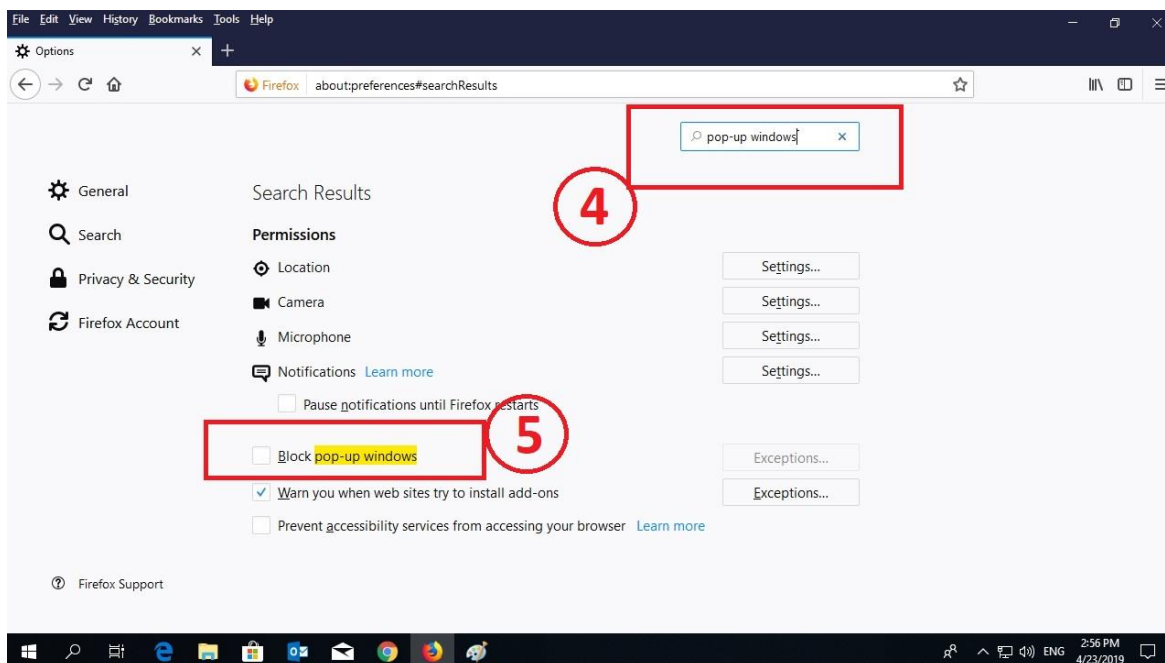 File Edit View History Bookmarks Tools Help
Options
Firefox about:preferences#searchResults
pop-up windows
4
General
Search Results
Search
Permissions
Location Settings...
Privacy & Security
Camera Settings...
Firefox Account
Microphone Settings...
Notifications Learn more Settings...
Pause notifications until Firefox restarts
5
Block pop-up windows Exceptions...
Warn you when web sites try to install add-ons Exceptions...
Prevent accessibility services from accessing your browser Learn more
Firefox Support
ENG 2:56 PM
4/23/2019